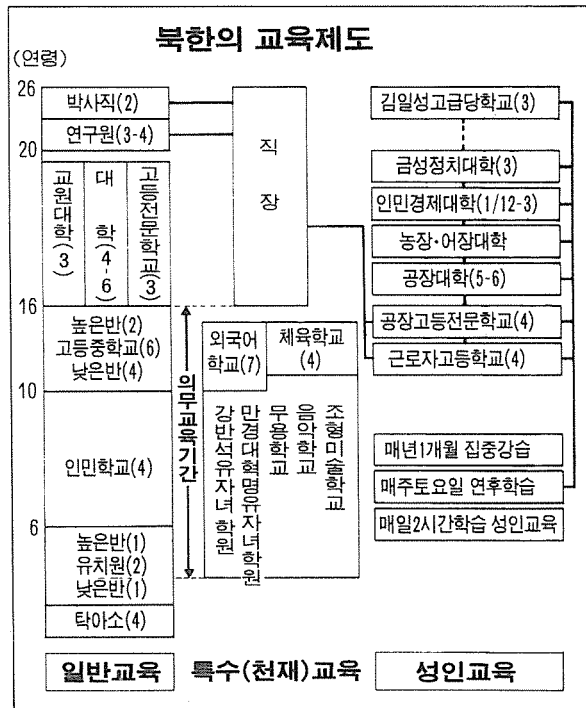 북한의 교육제도
(연령)
26
20
16
10
6
박사직(2)
연구원(3-4)
교원대학(3)
대 학(4-6)
고등전문학교(3)
높은반(2)
고등중학교(6)
낮은반(4)
인민학교(4)
높은반(1)
유치원(2)
낮은반(1)
탁아소(4)
일반교육
직장
의무교육기간
외국어
학교(7)
체육학교
(4)
강반석유자녀학원
만경대혁명유자녀학원
무용학교
음악학교
조형미술학교
특수(천재)교육
김일성고급당학교(3)
금성정치대학(3)
인민경제대학(1/12-3)
농장·어장대학
공장대학(5-6)
공장고등전문학교(4)
근로자고등학교(4)
매년1개월 집중강습
매주토요일 연후학습
매일2시간학습 성인교육
성인교육